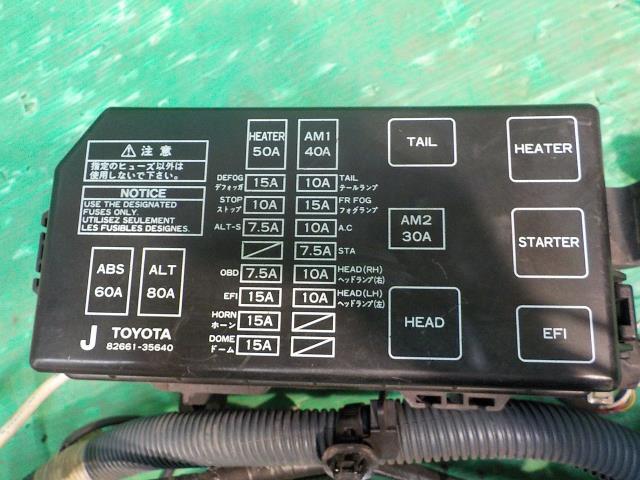 ⚠ 注意
指定のヒューズ以外は
使用しないで下さい。
NOTICE
USE THE DESIGNATED
FUSES ONLY.
UTILISEZ SEULEMENT
LES FUSIBLES DESIGNES.
ABS
60A
ALT
80A
J TOYOTA
82661-35640
HEATER
50A
AM1
40A
DEFOG
デフォッガ
15A
10A
TAIL
テールランプ
STOP
ストップ
10A
15A
FR FOG
フォグランプ
ALT-S
7.5A
10A
A.C
7.5A
STA
OBD
7.5A
10A
HEAD(RH)
ヘッドランプ(右)
EFI
15A
10A
HEAD(LH)
ヘッドランプ(左)
HORN
ホーン
15A
DOME
ドーム
15A
TAIL
HEATER
AM2
30A
STARTER
HEAD
EFI